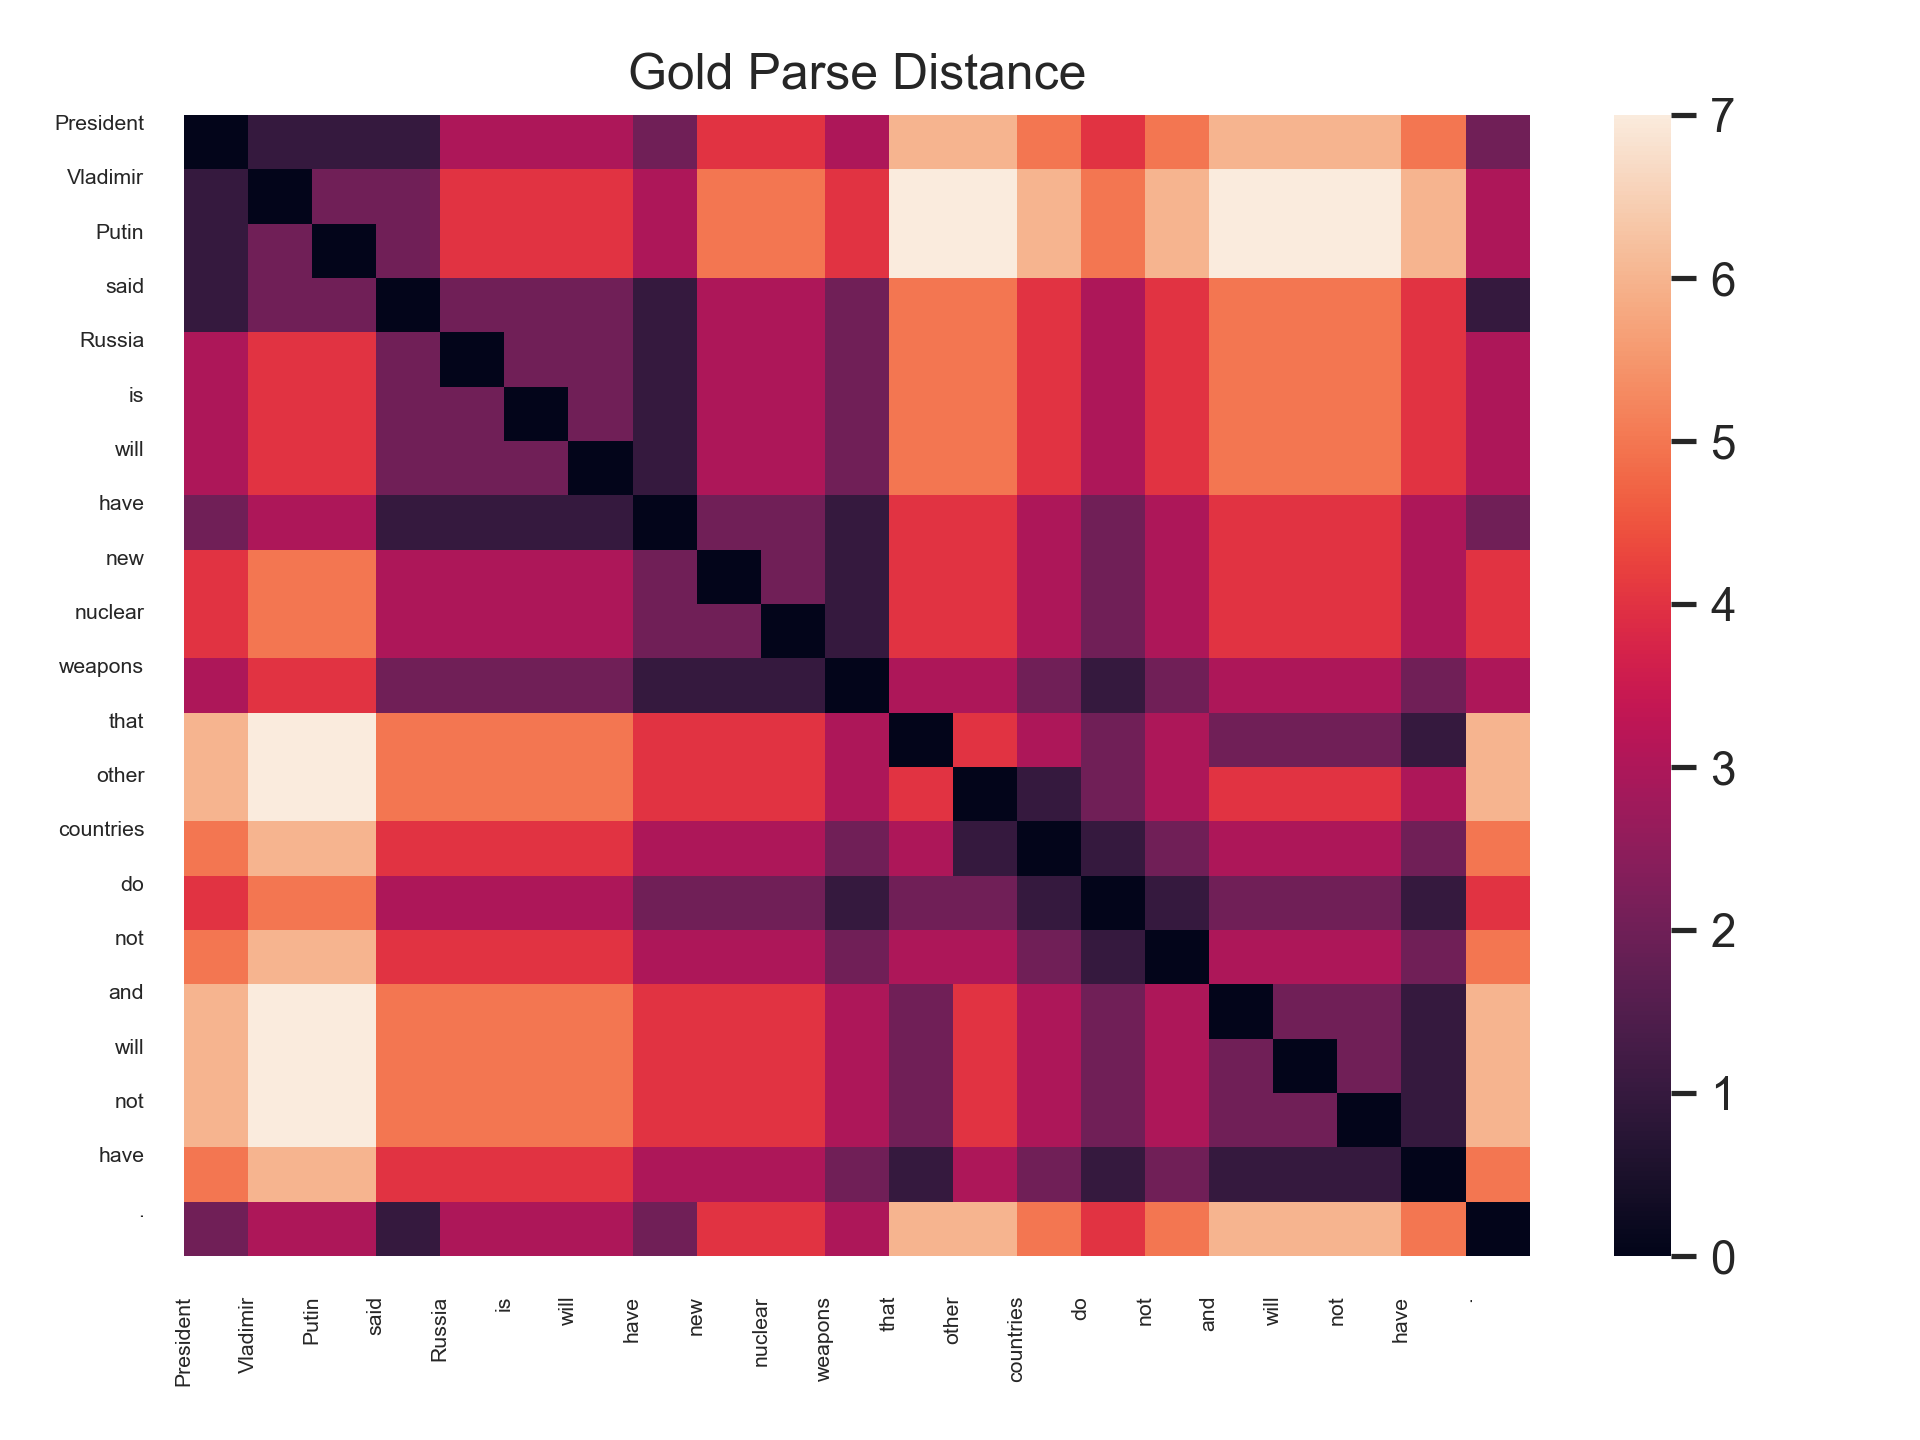 Gold Parse Distance
President
Vladimir
Putin
said
Russia
is
will
have
new
nuclear
weapons
that
other
countries
do
not
and
will
not
have
.
President
Vladimir
Putin
said
Russia
is
will
have
new
nuclear
weapons
that
other
countries
do
not
and
will
not
have
.
7
6
5
4
3
2
1
0